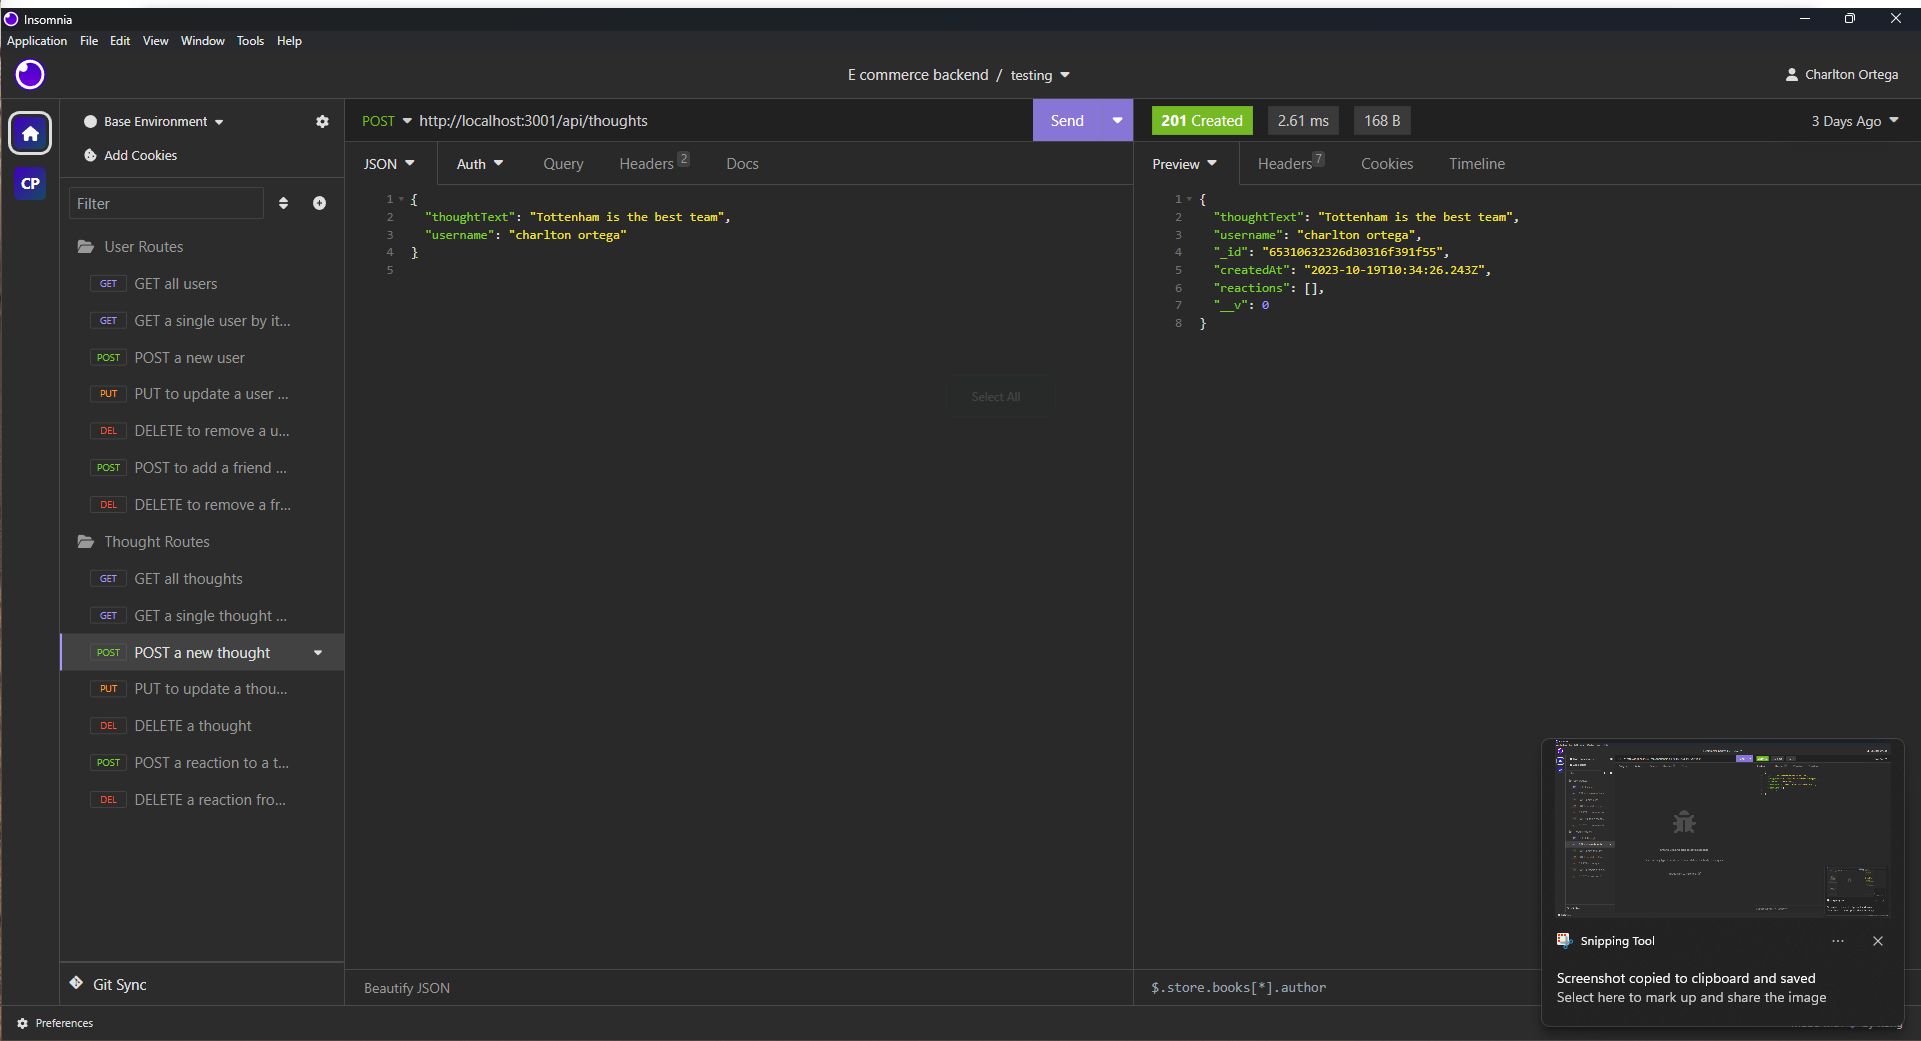 Insomnia
Application File Edit View Window Tools Help
E commerce backend / testing
Charlton Ortega
CP
Base Environment
Add Cookies
Filter
User Routes
GET GET all users
GET GET a single user by it...
POST POST a new user
PUT PUT to update a user ...
DEL DELETE to remove a u...
POST POST to add a friend ...
DEL DELETE to remove a fr...
Thought Routes
GET GET all thoughts
GET GET a single thought ...
POST POST a new thought
PUT PUT to update a thou...
DEL DELETE a thought
POST POST a reaction to a t...
DEL DELETE a reaction fro...
Git Sync
Preferences
POST http://localhost:3001/api/thoughts Send
JSON Auth Query Headers 2 Docs
1 {
2 "thoughtText": "Tottenham is the best team",
3 "username": "charlton ortega"
4 }
5
Select All
Beautify JSON
201 Created 2.61 ms 168 B 3 Days Ago
Preview Headers 7 Cookies Timeline
1 {
2 "thoughtText": "Tottenham is the best team",
3 "username": "charlton ortega",
4 "_id": "65310632326d30316f391f55",
5 "createdAt": "2023-10-19T10:34:26.243Z",
6 "reactions": [],
7 "__v": 0
8 }
$.store.books[*].author
Snipping Tool
Screenshot copied to clipboard and saved
Select here to mark up and share the image